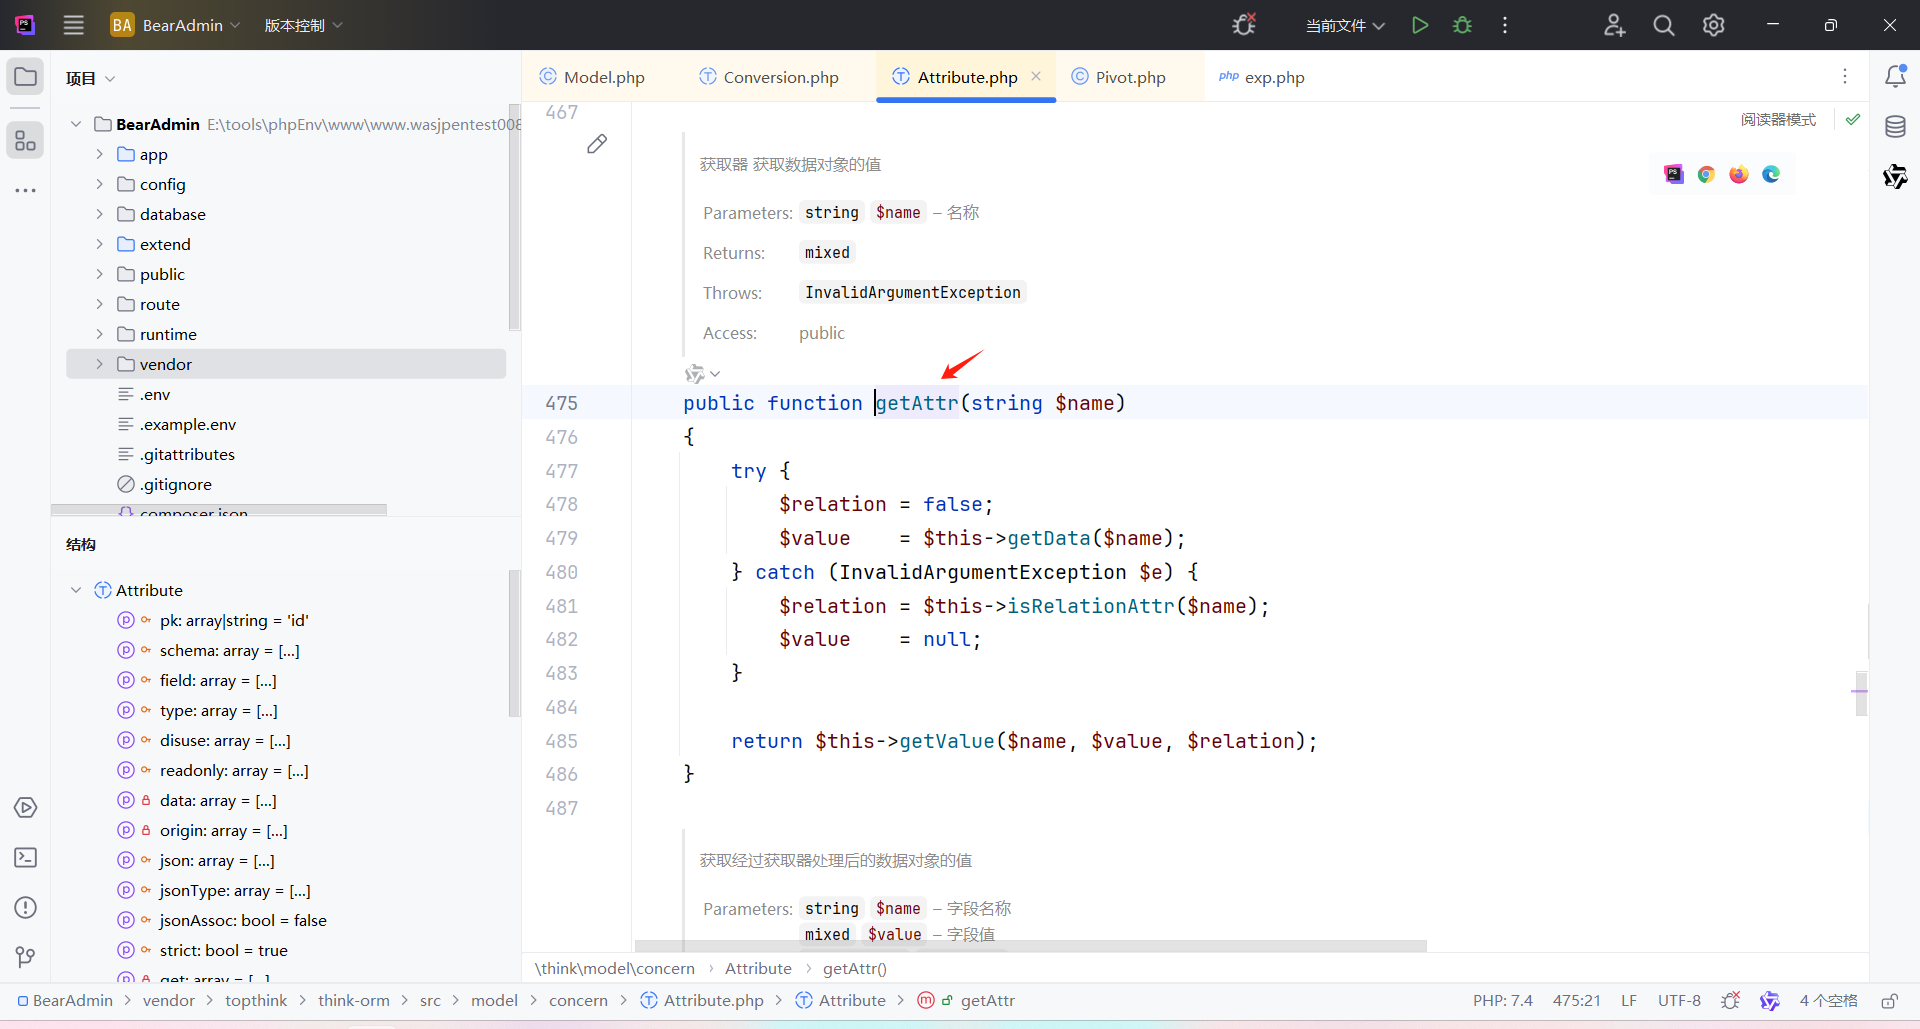 BA BearAdmin 版本控制 当前文件
项目
Model.php Conversion.php Attribute.php Pivot.php php exp.php
BearAdmin E:\tools\phpEnv\www\www.wasjpentest008
app
config
database
extend
public
route
runtime
vendor
.env
.example.env
.gitattributes
.gitignore
composer.json
结构
Attribute
pk: array|string = 'id'
schema: array = [...]
field: array = [...]
type: array = [...]
disuse: array = [...]
readonly: array = [...]
data: array = [...]
origin: array = [...]
json: array = [...]
jsonType: array = [...]
jsonAssoc: bool = false
strict: bool = true
get: array = [...]
467
阅读器模式
获取器 获取数据对象的值
Parameters: string $name – 名称
Returns: mixed
Throws: InvalidArgumentException
Access: public
475 public function getAttr(string $name)
476 {
477 try {
478 $relation = false;
479 $value = $this->getData($name);
480 } catch (InvalidArgumentException $e) {
481 $relation = $this->isRelationAttr($name);
482 $value = null;
483 }
484
485 return $this->getValue($name, $value, $relation);
486 }
487
获取经过获取器处理后的数据对象的值
Parameters: string $name – 字段名称
mixed $value – 字段值
\think\model\concern › Attribute › getAttr()
BearAdmin > vendor > topthink > think-orm > src > model > concern > Attribute.php > Attribute > getAttr
PHP: 7.4 475:21 LF UTF-8 4 个空格